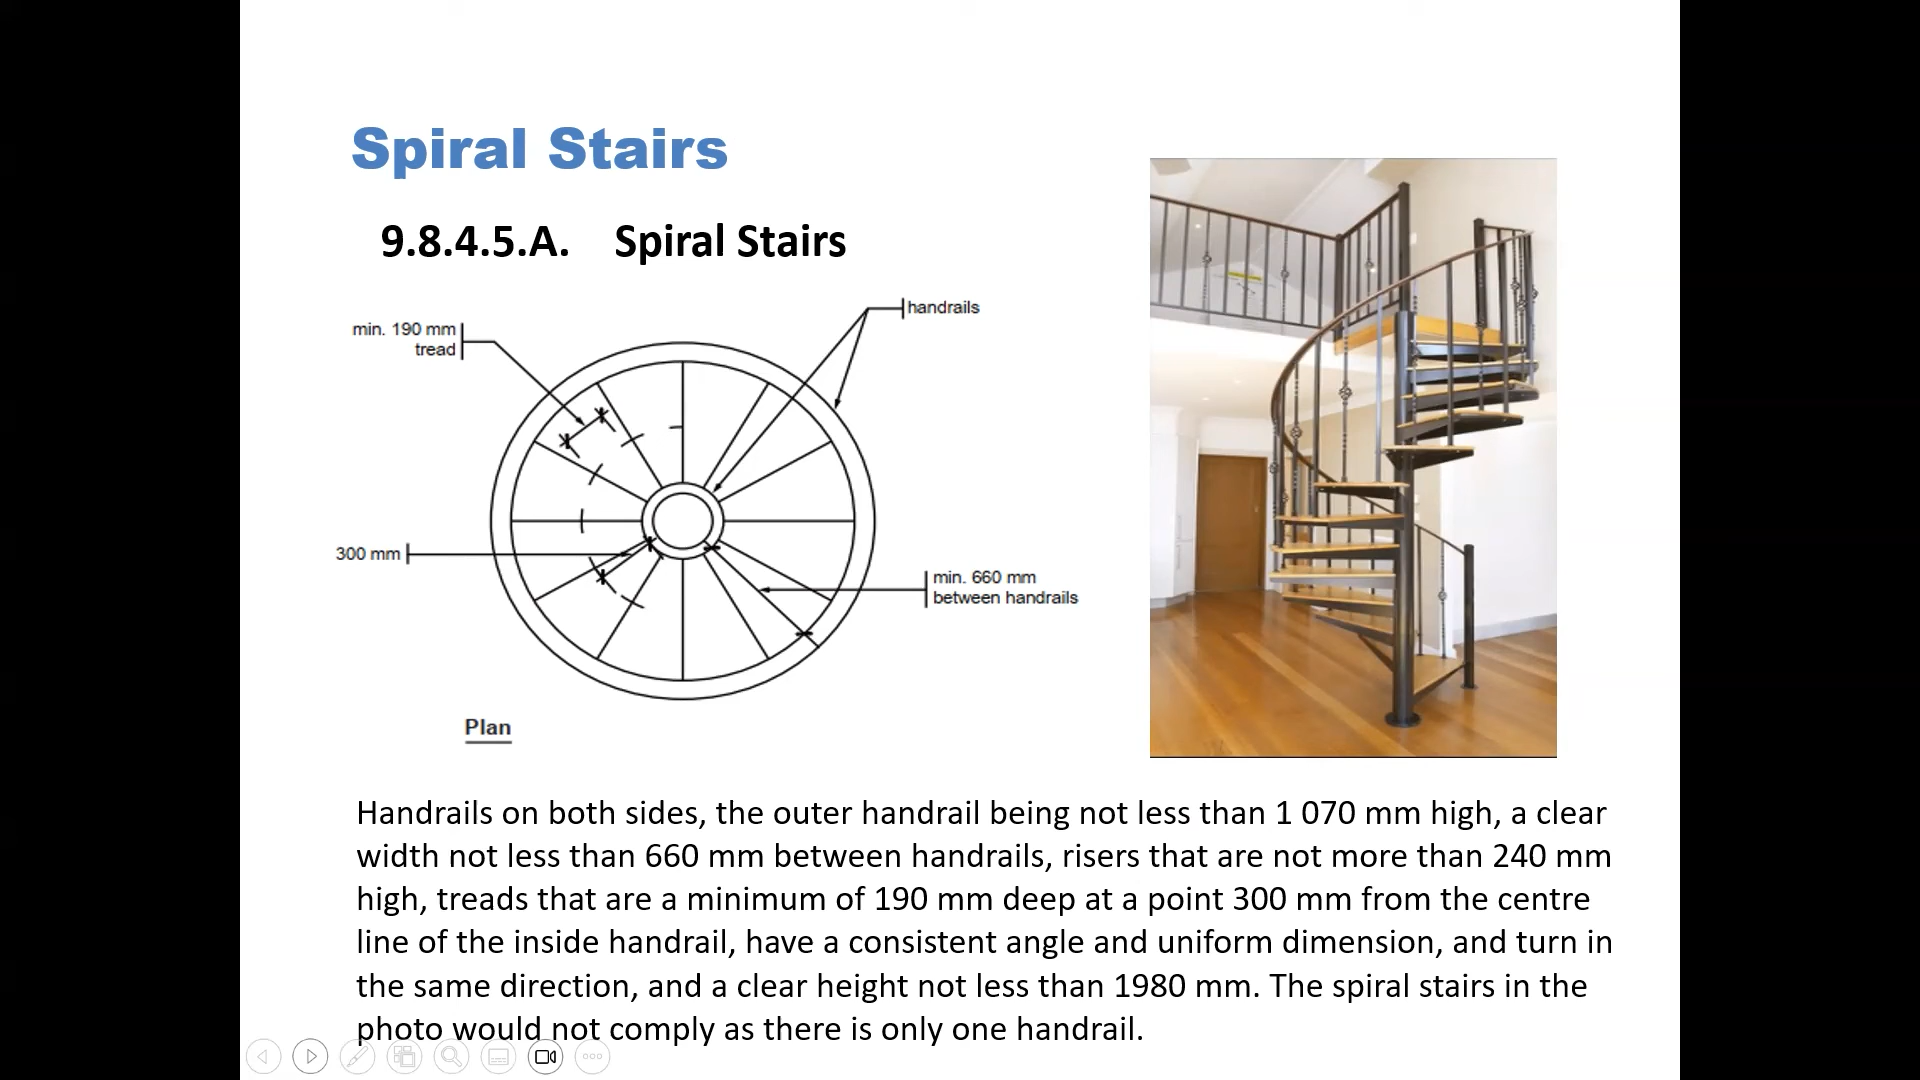 Spiral Stairs
9.8.4.5.A. Spiral Stairs
handrails
min. 190 mm
tread
300 mm
min. 660 mm
between handrails
Plan
Handrails on both sides, the outer handrail being not less than 1 070 mm high, a clear
width not less than 660 mm between handrails, risers that are not more than 240 mm
high, treads that are a minimum of 190 mm deep at a point 300 mm from the centre
line of the inside handrail, have a consistent angle and uniform dimension, and turn in
the same direction, and a clear height not less than 1980 mm. The spiral stairs in the
photo would not comply as there is only one handrail.